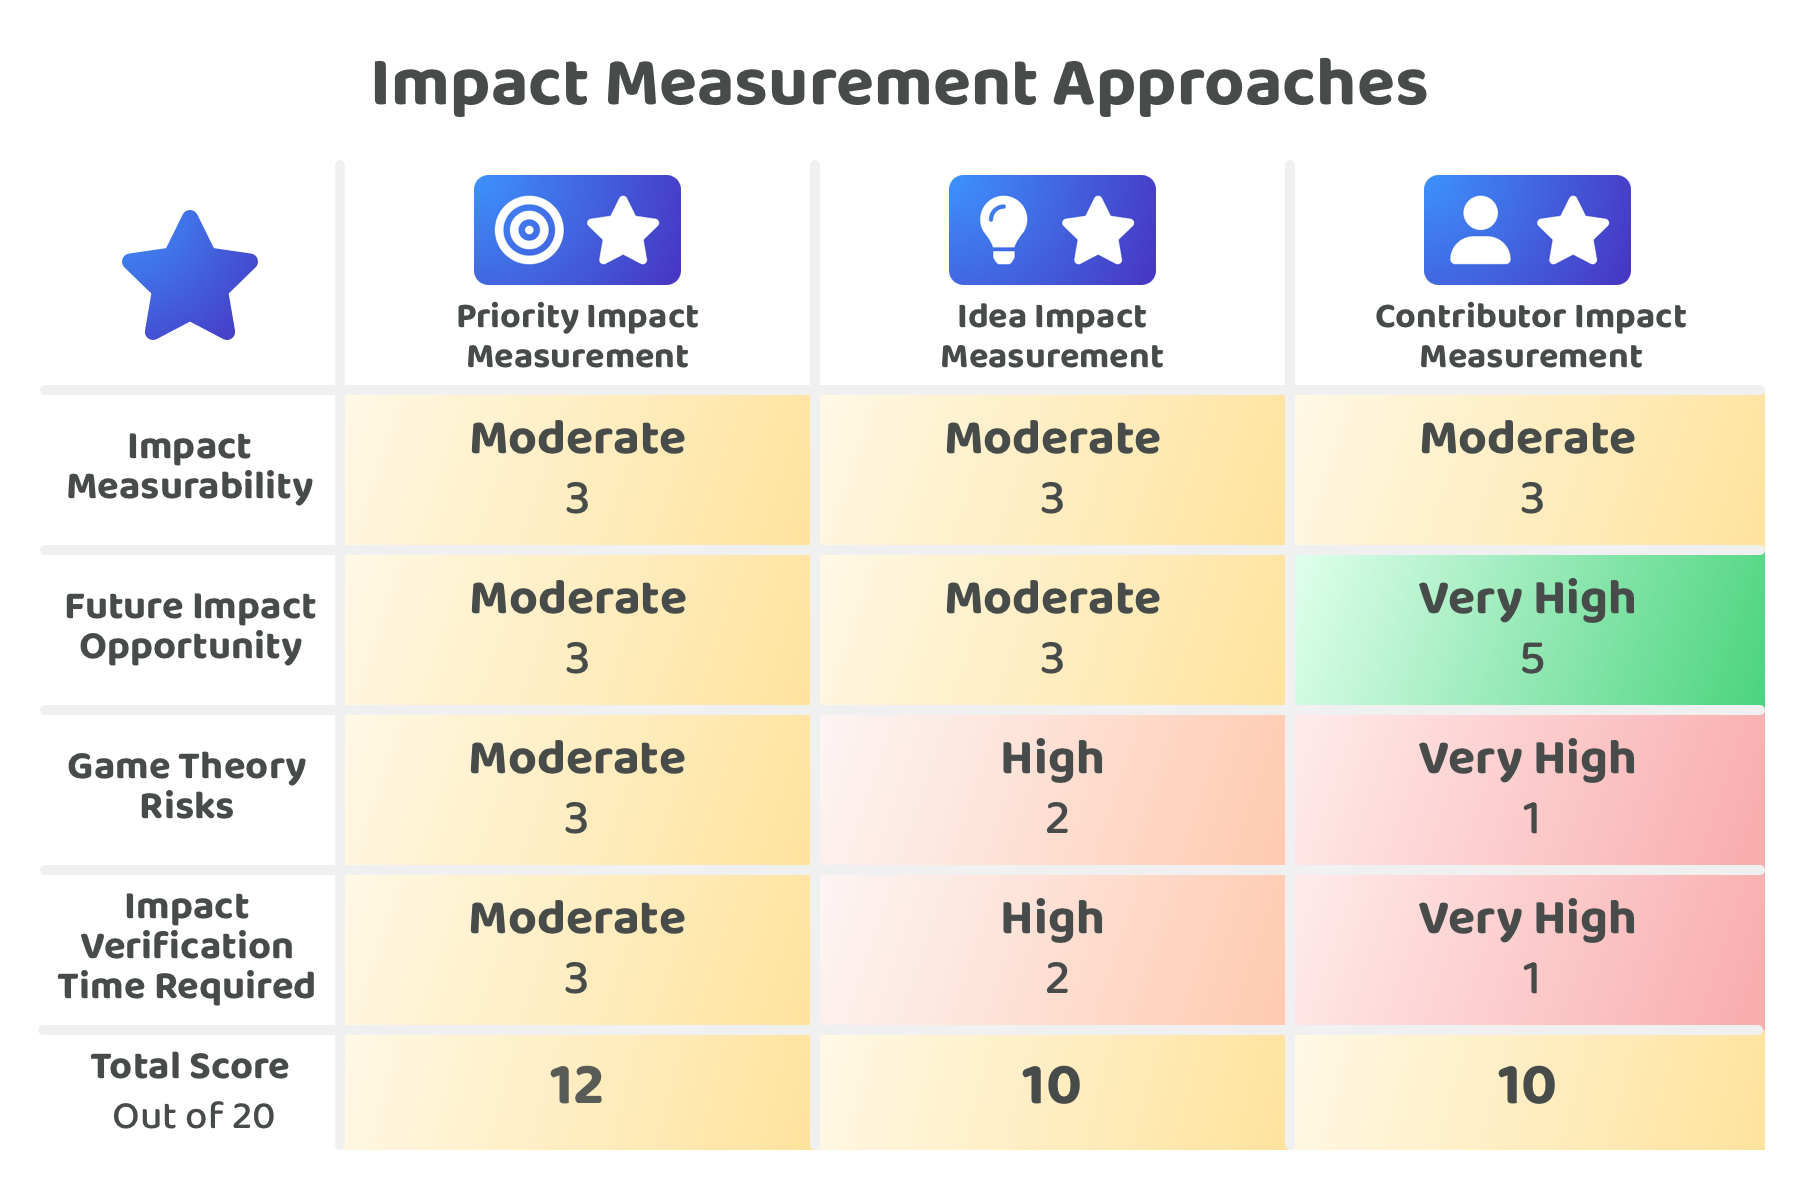 Impact Measurement Approaches
Priority Impact
Measurement
Idea Impact
Measurement
Contributor Impact
Measurement
Impact
Measurability
Moderate
3
Moderate
3
Moderate
3
Future Impact
Opportunity
Moderate
3
Moderate
3
Very High
5
Game Theory
Risks
Moderate
3
High
2
Very High
1
Impact
Verification
Time Required
Moderate
3
High
2
Very High
1
Total Score
Out of 20
12
10
10